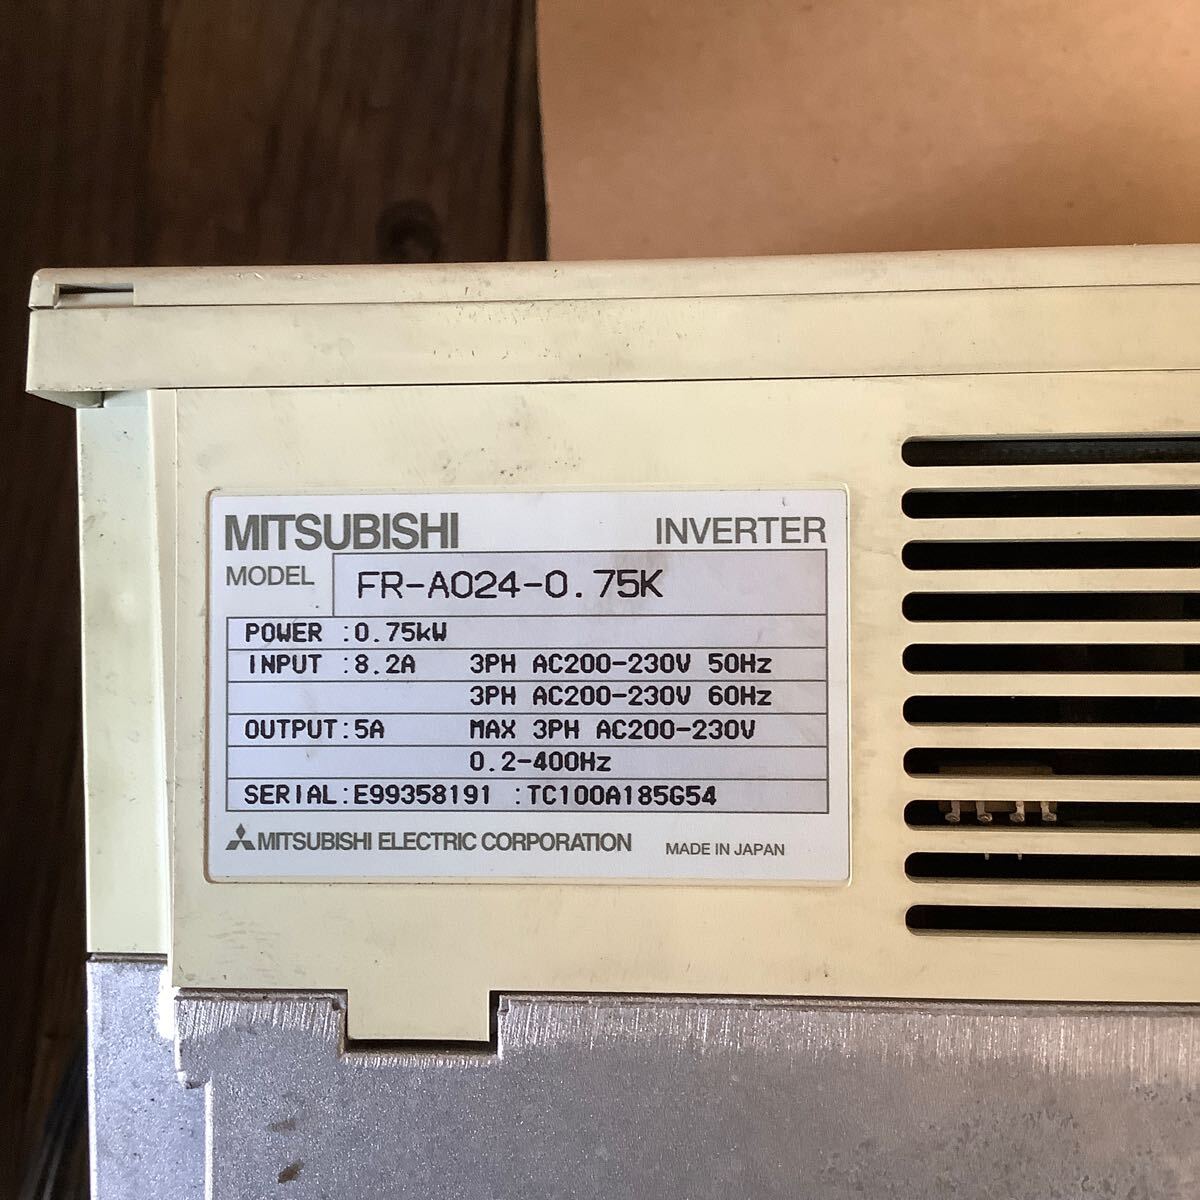 MITSUBISHI INVERTER
MODEL FR-A024-0.75K
POWER :0.75kW
INPUT :8.2A 3PH AC200-230V 50Hz
3PH AC200-230V 60Hz
OUTPUT:5A MAX 3PH AC200-230V
0.2-400Hz
SERIAL:E99358191 :TC100A185G54
MITSUBISHI ELECTRIC CORPORATION MADE IN JAPAN